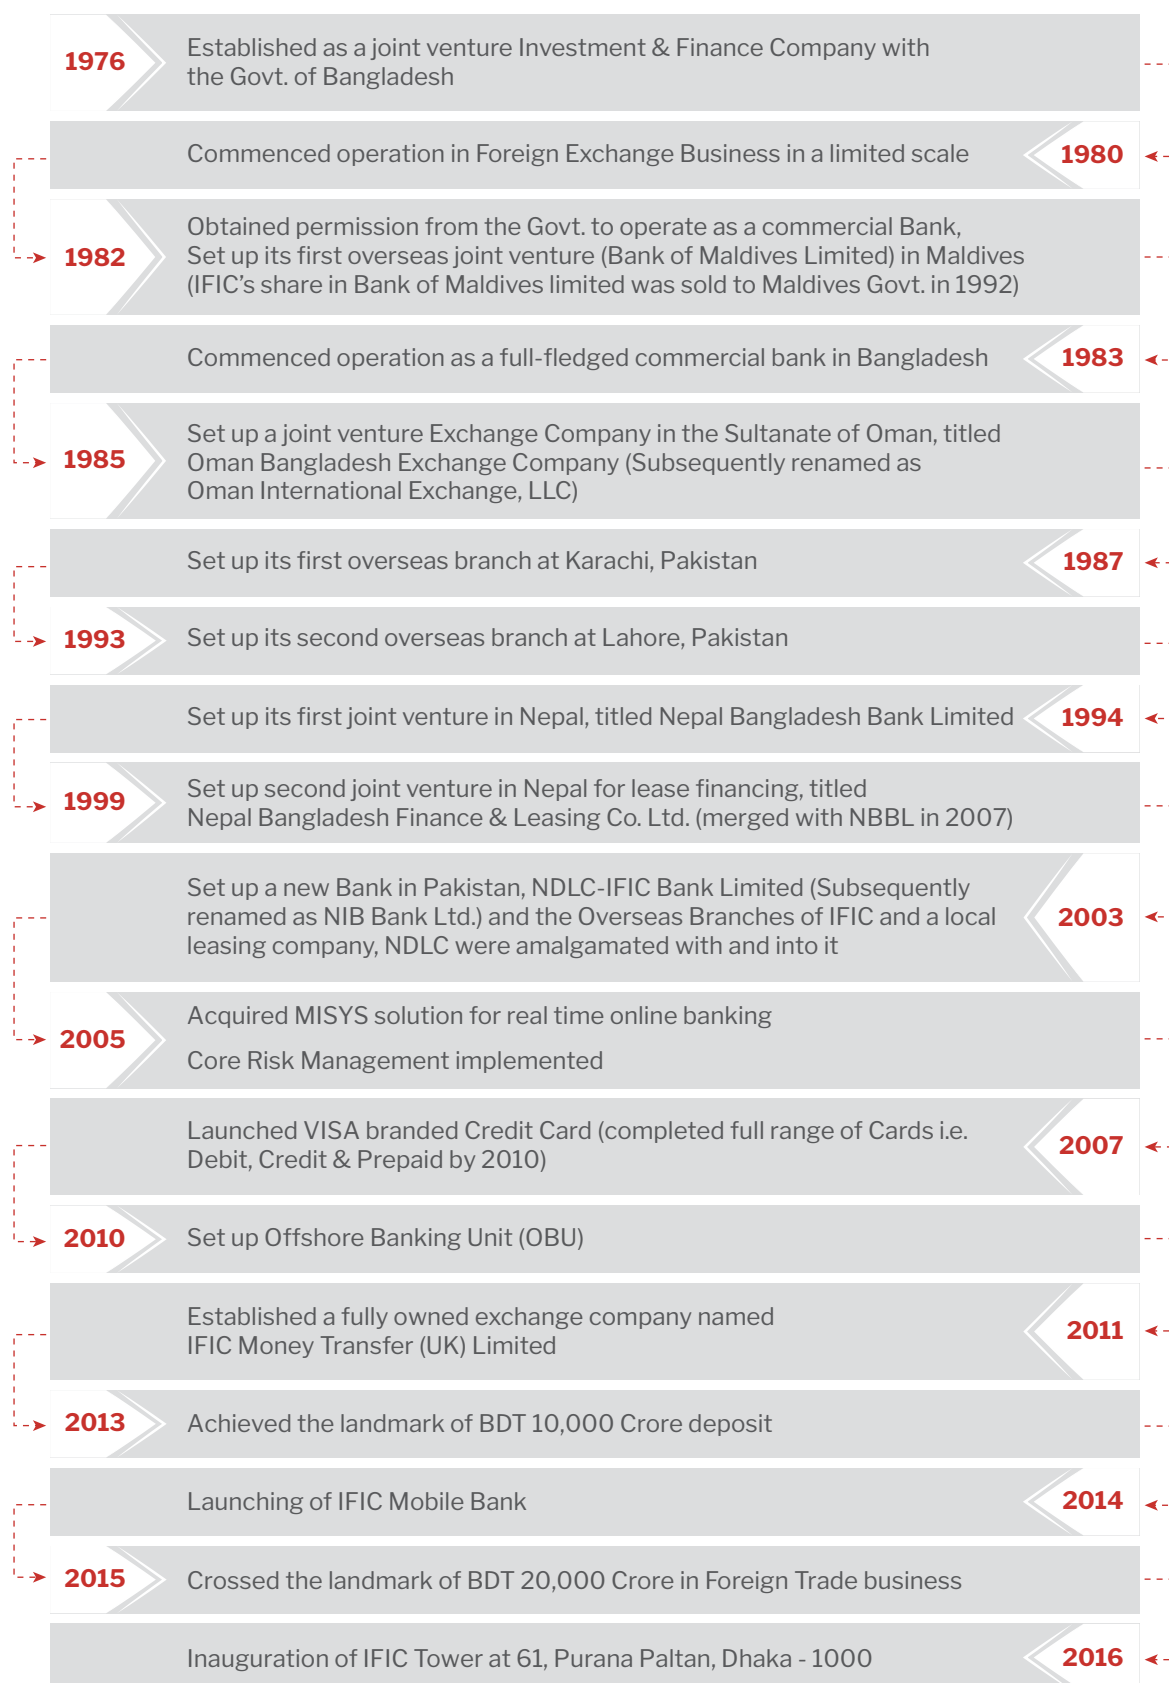 1976
Established as a joint venture Investment & Finance Company with
the Govt. of Bangladesh
Commenced operation in Foreign Exchange Business in a limited scale
1980
1982
Obtained permission from the Govt. to operate as a commercial Bank,
Set up its first overseas joint venture (Bank of Maldives Limited) in Maldives
(IFIC’s share in Bank of Maldives limited was sold to Maldives Govt. in 1992)
Commenced operation as a full-fledged commercial bank in Bangladesh
1983
1985
Set up a joint venture Exchange Company in the Sultanate of Oman, titled
Oman Bangladesh Exchange Company (Subsequently renamed as
Oman International Exchange, LLC)
Set up its first overseas branch at Karachi, Pakistan
1987
1993
Set up its second overseas branch at Lahore, Pakistan
Set up its first joint venture in Nepal, titled Nepal Bangladesh Bank Limited
1994
1999
Set up second joint venture in Nepal for lease financing, titled
Nepal Bangladesh Finance & Leasing Co. Ltd. (merged with NBBL in 2007)
Set up a new Bank in Pakistan, NDLC-IFIC Bank Limited (Subsequently
renamed as NIB Bank Ltd.) and the Overseas Branches of IFIC and a local
leasing company, NDLC were amalgamated with and into it
2003
2005
Acquired MISYS solution for real time online banking
Core Risk Management implemented
Launched VISA branded Credit Card (completed full range of Cards i.e.
Debit, Credit & Prepaid by 2010)
2007
2010
Set up Offshore Banking Unit (OBU)
Established a fully owned exchange company named
IFIC Money Transfer (UK) Limited
2011
2013
Achieved the landmark of BDT 10,000 Crore deposit
Launching of IFIC Mobile Bank
2014
2015
Crossed the landmark of BDT 20,000 Crore in Foreign Trade business
Inauguration of IFIC Tower at 61, Purana Paltan, Dhaka - 1000
2016